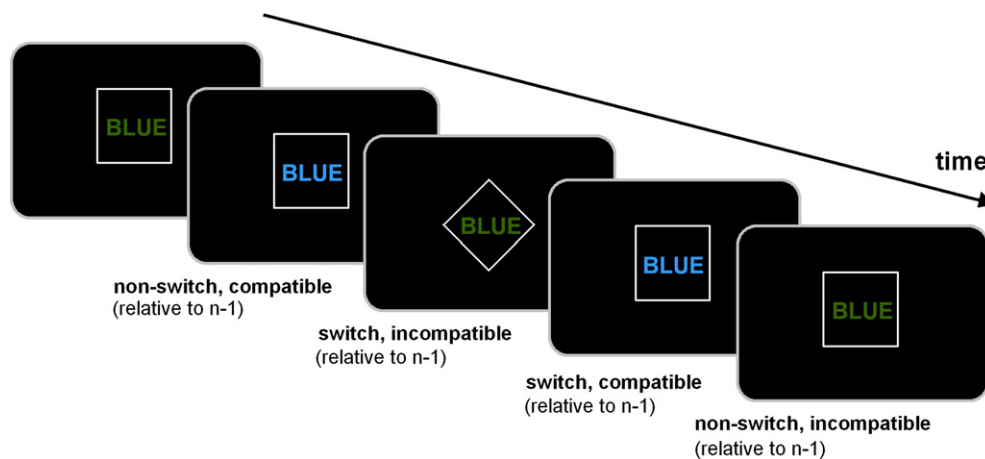 BLUE
BLUE
time
BLUE
BLUE
BLUE
non-switch, compatible
(relative to n-1)
switch, incompatible
(relative to n-1)
switch, compatible
(relative to n-1)
non-switch, incompatible
(relative to n-1)